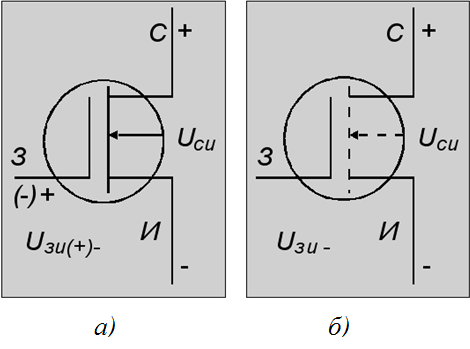 С +
Uси
З
(-)+
Uзи(+)-
И
-
а)
С +
Uси
З
Uзи -
И
-
б)